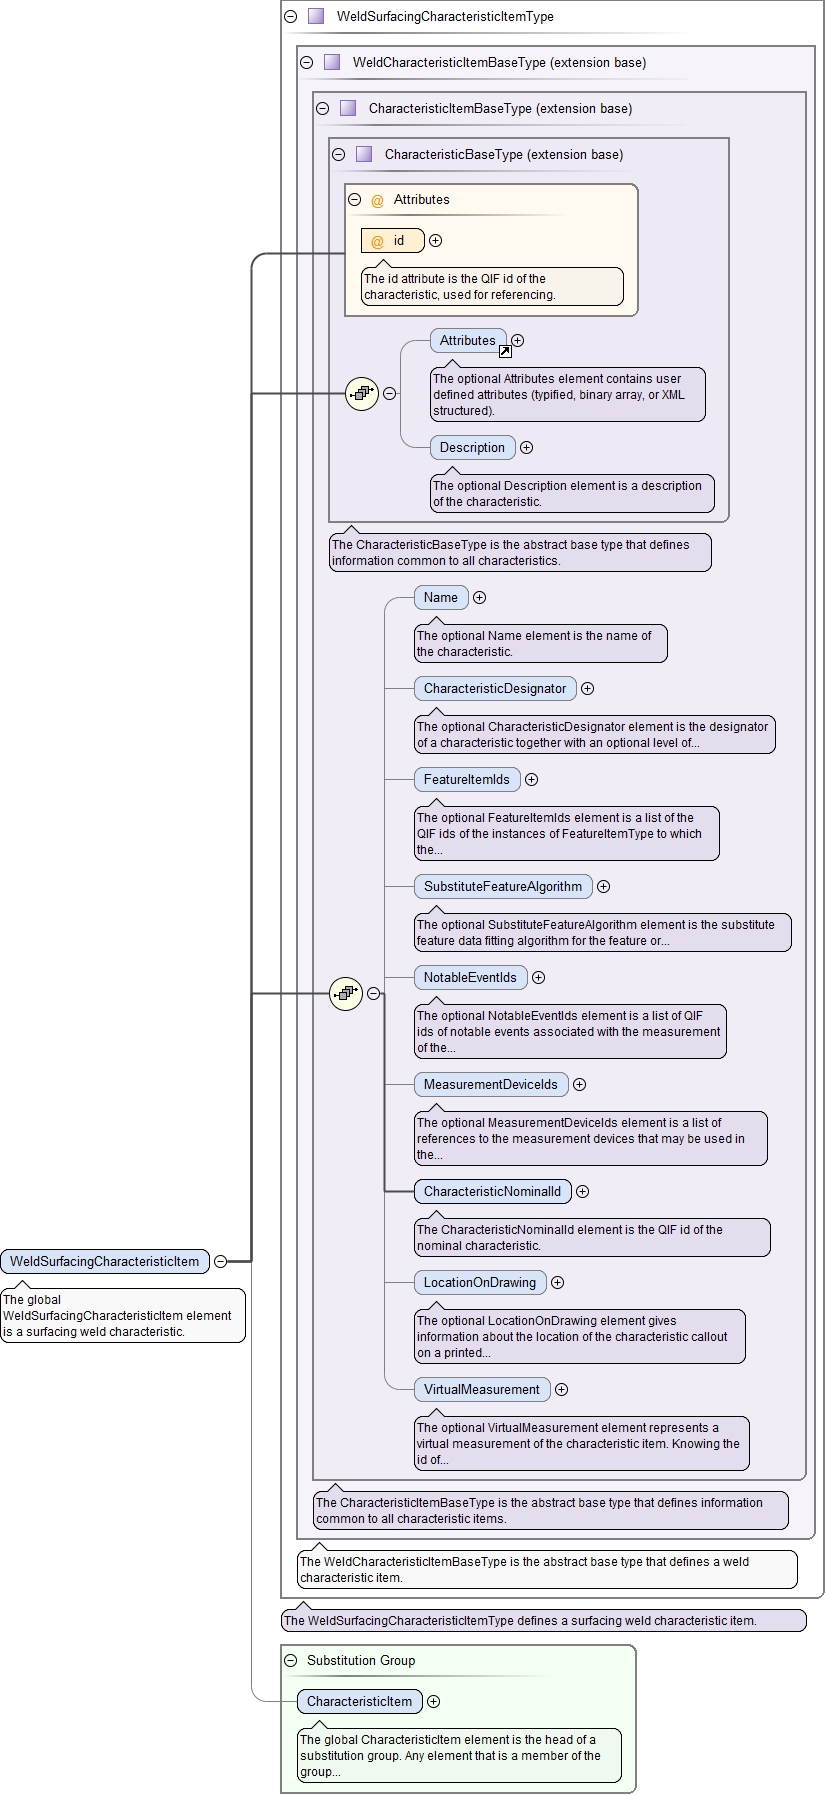 WeldSurfacingCharacteristicItemType
WeldCharacteristicItemBaseType (extension base)
CharacteristicItemBaseType (extension base)
CharacteristicBaseType (extension base)
@ Attributes
@ id
The id attribute is the QIF id of the
characteristic, used for referencing.
Attributes
The optional Attributes element contains user
defined attributes (typified, binary array, or XML
structured).
Description
The optional Description element is a description
of the characteristic.
The CharacteristicBaseType is the abstract base type that defines
information common to all characteristics.
Name
The optional Name element is the name of
the characteristic.
CharacteristicDesignator
The optional CharacteristicDesignator element is the designator
of a characteristic together with an optional level of...
FeatureItemIds
The optional FeatureItemIds element is a list of the
QIF ids of the instances of FeatureItemType to which
the...
SubstituteFeatureAlgorithm
The optional SubstituteFeatureAlgorithm element is the substitute
feature data fitting algorithm for the feature or...
NotableEventIds
The optional NotableEventIds element is a list of QIF
ids of notable events associated with the measurement
of the...
MeasurementDeviceIds
The optional MeasurementDeviceIds element is a list of
references to the measurement devices that may be used in
the...
CharacteristicNominalId
The CharacteristicNominalId element is the QIF id of the
nominal characteristic.
WeldSurfacingCharacteristicItem
The global
WeldSurfacingCharacteristicItem element
is a surfacing weld characteristic.
LocationOnDrawing
The optional LocationOnDrawing element gives
information about the location of the characteristic callout
on a printed...
VirtualMeasurement
The optional VirtualMeasurement element represents a
virtual measurement of the characteristic item. Knowing the
id of...
The CharacteristicItemBaseType is the abstract base type that defines information
common to all characteristic items.
The WeldCharacteristicItemBaseType is the abstract base type that defines a weld
characteristic item.
The WeldSurfacingCharacteristicItemType defines a surfacing weld characteristic item.
Substitution Group
CharacteristicItem
The global CharacteristicItem element is the head of a
substitution group. Any element that is a member of the
group...